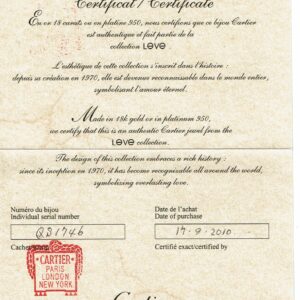 Certificat / Certificate
En or 18 carats ou en platine 950, nous certifions que ce bijou Cartier
est authentique et fait partie de la
collection LOVE
L'esthétique de cette collection s'inscrit dans l'histoire :
depuis sa création en 1970, elle est devenue reconnaissable dans le monde entier,
symbolisant l'amour éternel.
Made in 18k gold or in platinum 950,
we certify that this is an authentic Cartier jewel from the
LOVE collection.
The design of this collection embraces a rich history :
since its inception in 1970, it has become recognizable all around the world,
symbolizing everlasting love.
Numéro du bijou
Individual serial number
QD1746
Date de l'achat
Date of purchase
17-9-2010
Cachet
Certifié exact/certified by
CARTIER
PARIS
LONDON
NEW YORK
Cartier